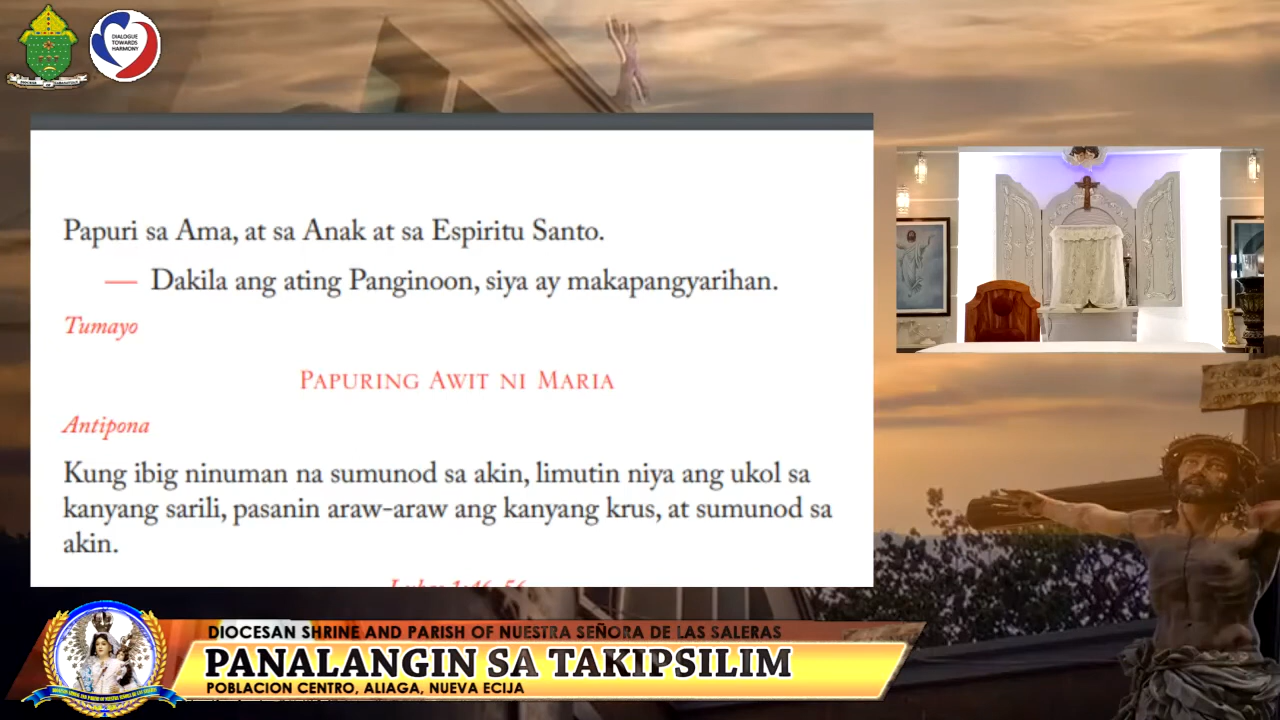 DIALOGUE
TOWARDS
HARMONY
Papuri sa Ama, at sa Anak at sa Espiritu Santo.
— Dakila ang ating Panginoon, siya ay makapangyarihan.
Tumayo
PAPURING AWIT NI MARIA
Antipona
Kung ibig ninuman na sumunod sa akin, limutin niya ang ukol sa
kanyang sarili, pasanin araw-araw ang kanyang krus, at sumunod sa
akin.
DIOCESAN SHRINE AND PARISH OF NUESTRA SEÑORA DE LAS SALERAS
PANALANGIN SA TAKIPSILIM
POBLACION CENTRO, ALIAGA, NUEVA ECIJA